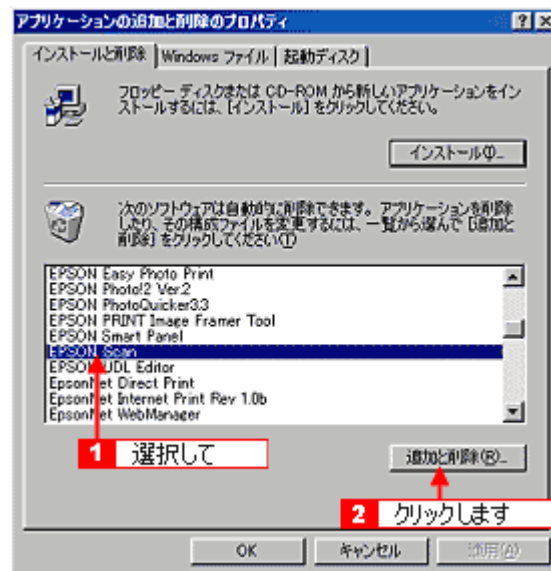 アプリケーションの追加と削除のプロパティ
インストールと削除 Windows ファイル 起動ディスク
フロッピー ディスクまたは CD-ROM から新しいアプリケーションをイン
ストールするには、[インストール] をクリックしてください。
インストール(I)...
次のソフトウェアは自動的に削除できます。アプリケーションを削除
したり、その構成ファイルを変更するには、一覧から選んで [追加と
削除] をクリックしてください(T)
EPSON Easy Photo Print
EPSON Photo!2 Ver.2
EPSON PhotoQuicker3.3
EPSON PRINT Image Framer Tool
EPSON Smart Panel
EPSON Scan
EPSON UDL Editor
EpsonNet Direct Print
EpsonNet Internet Print Rev 1.0b
EpsonNet WebManager
1 選択して
追加と削除(R)...
2 クリックします
OK キャンセル 適用(A)